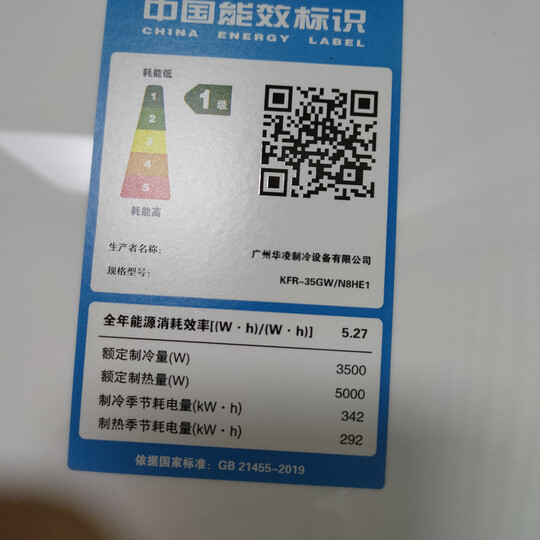 中国能效标识
CHINA ENERGY LABEL
耗能低
1
2
3
4
5
耗能高
1级
生产者名称: 广州华凌制冷设备有限公司
规格型号: KFR-35GW/N8HE1
全年能源消耗效率[(W·h)/(W·h)] 5.27
额定制冷量(W) 3500
额定制热量(W) 5000
制冷季节耗电量(kW·h) 342
制热季节耗电量(kW·h) 292
依据国家标准: GB 21455-2019